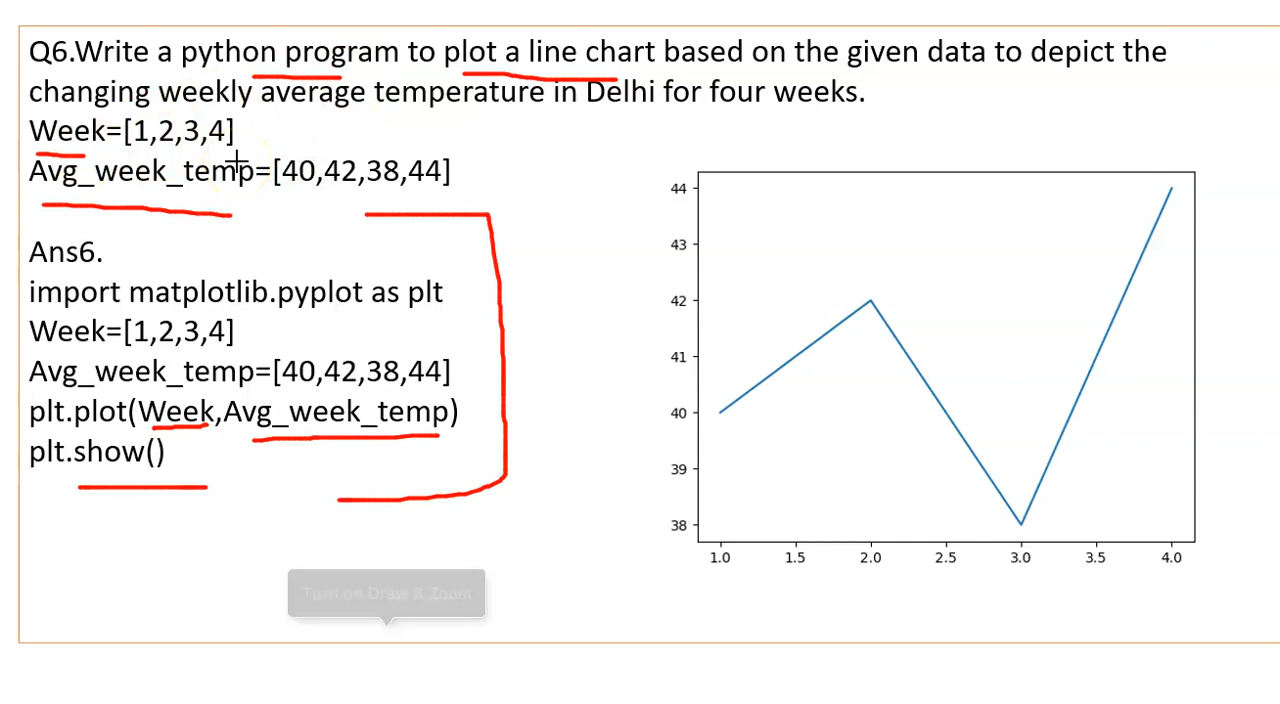 Q6.Write a python program to plot a line chart based on the given data to depict the
changing weekly average temperature in Delhi for four weeks.
Week=[1,2,3,4]
Avg_week_temp=[40,42,38,44]
Ans6.
import matplotlib.pyplot as plt
Week=[1,2,3,4]
Avg_week_temp=[40,42,38,44]
plt.plot(Week,Avg_week_temp)
plt.show()
44
43
42
41
40
39
38
1.0 1.5 2.0 2.5 3.0 3.5 4.0
Turn on Draw & Zoom